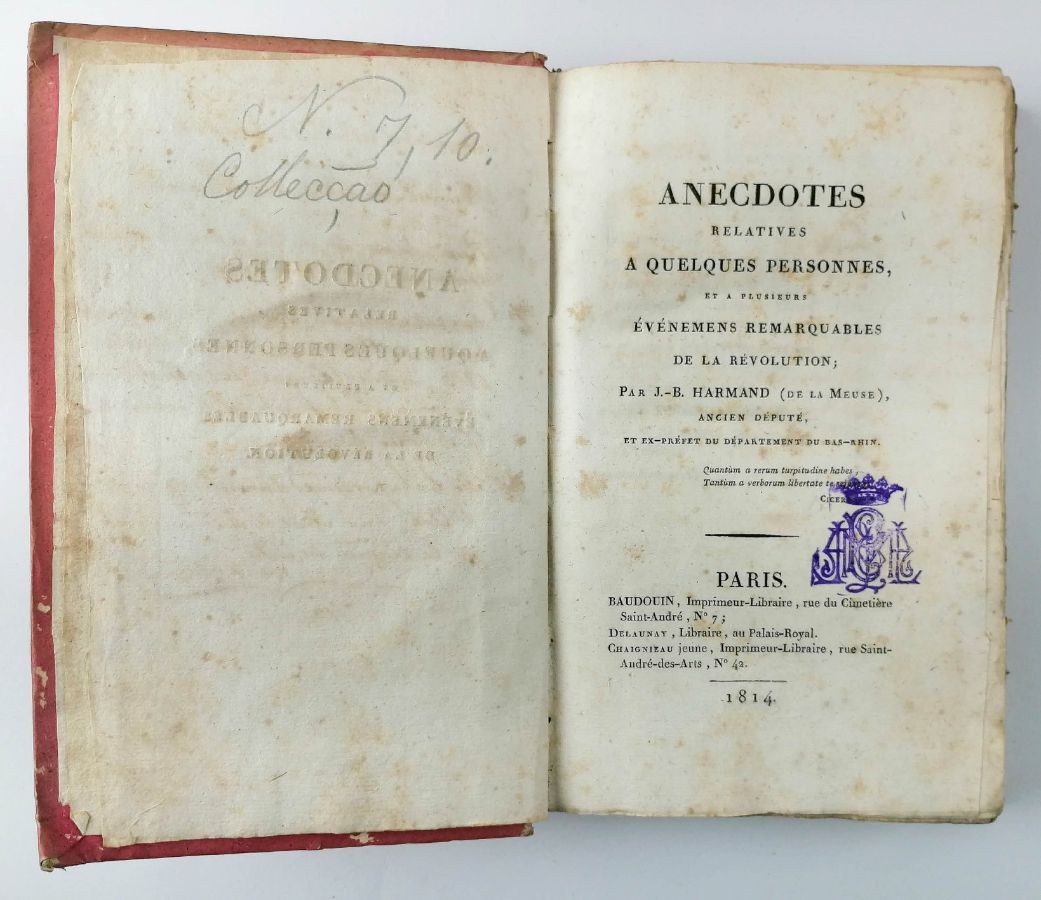 N. 7, 10.
Collecção
ANECDOTES
RELATIVES
A QUELQUES PERSONNES,
ET A PLUSIEURS
ÉVÉNEMENS REMARQUABLES
DE LA RÉVOLUTION;
PAR J.-B. HARMAND (DE LA MEUSE),
ANCIEN DÉPUTÉ,
ET EX-PRÉFET DU DÉPARTEMENT DU BAS-RHIN.
Quantùm a rerum turpitudine habes,
Tantùm a verborum libertate te
PARIS.
BAUDOUIN, Imprimeur-Libraire, rue du Cimetière
Saint-André, N° 7;
DELAUNAY, Libraire, au Palais-Royal.
CHAIGNIEAU jeune, Imprimeur-Libraire, rue Saint-
André-des-Arts, N° 42.
1814.